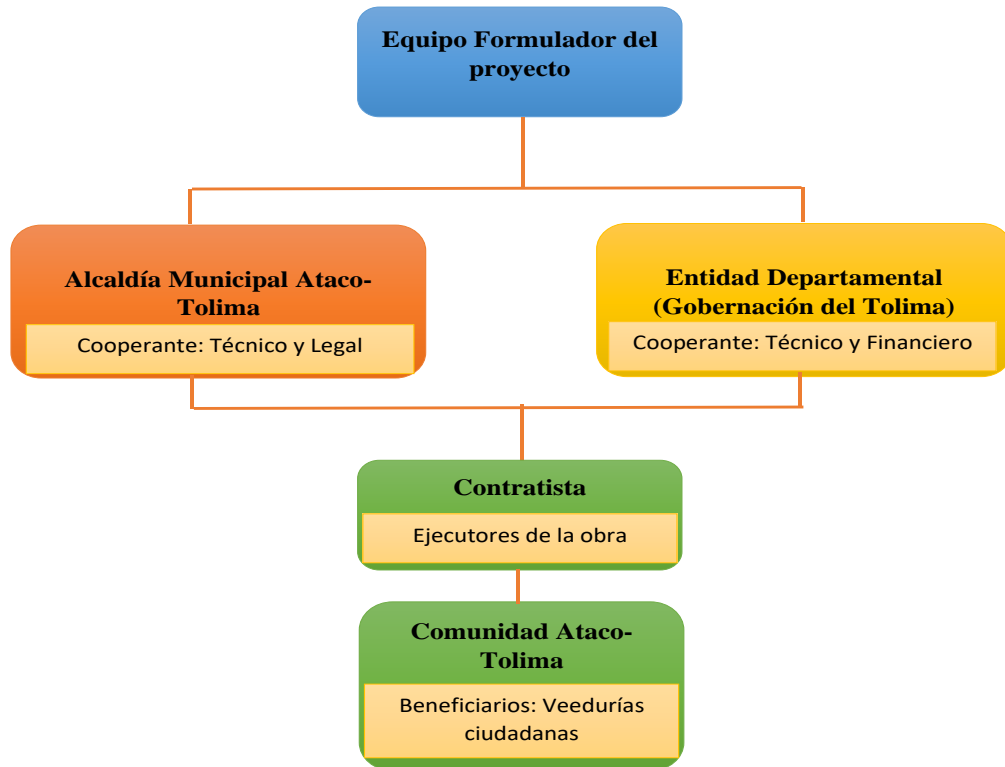 Equipo Formulador del
proyecto
Alcaldía Municipal Ataco-
Tolima
Cooperante: Técnico y Legal
Entidad Departamental
(Gobernación del Tolima)
Cooperante: Técnico y Financiero
Contratista
Ejecutores de la obra
Comunidad Ataco-
Tolima
Beneficiarios: Veedurías
ciudadanas